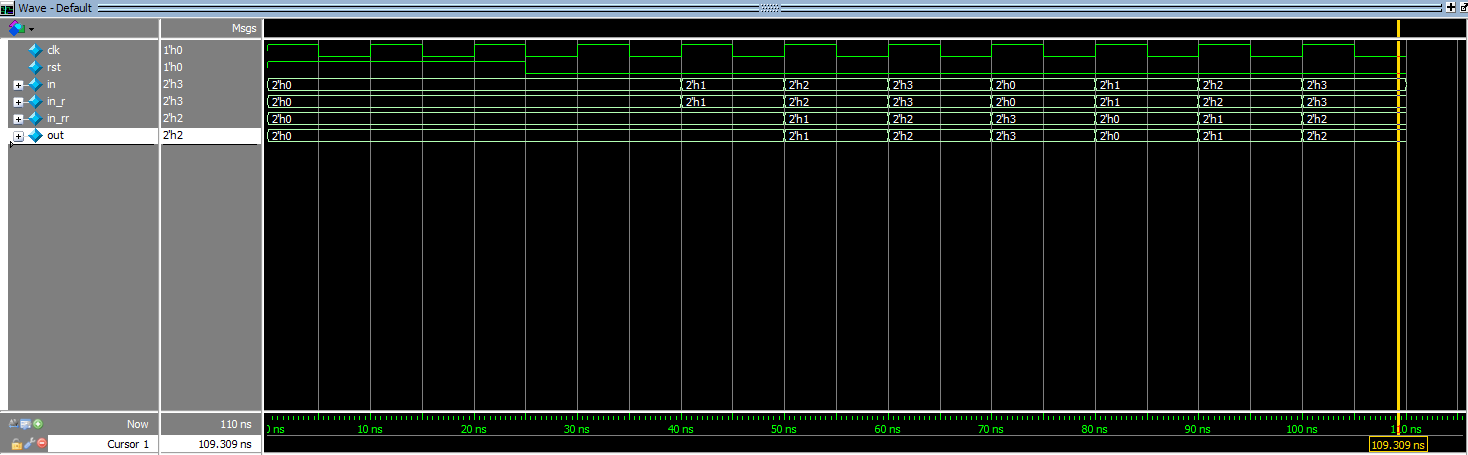 Wave - Default
Msgs
clk 1'h0
rst 1'h0
in 2'h3 2'h0 2'h1 2'h2 2'h3 2'h0 2'h1 2'h2 2'h3
in_r 2'h3 2'h0 2'h1 2'h2 2'h3 2'h0 2'h1 2'h2 2'h3
in_rr 2'h2 2'h0 2'h1 2'h2 2'h3 2'h0 2'h1 2'h2
out 2'h2 2'h0 2'h1 2'h2 2'h3 2'h0 2'h1 2'h2
Now 110 ns 0 ns 10 ns 20 ns 30 ns 40 ns 50 ns 60 ns 70 ns 80 ns 90 ns 100 ns 110 ns
Cursor 1 109.309 ns 109.309 ns